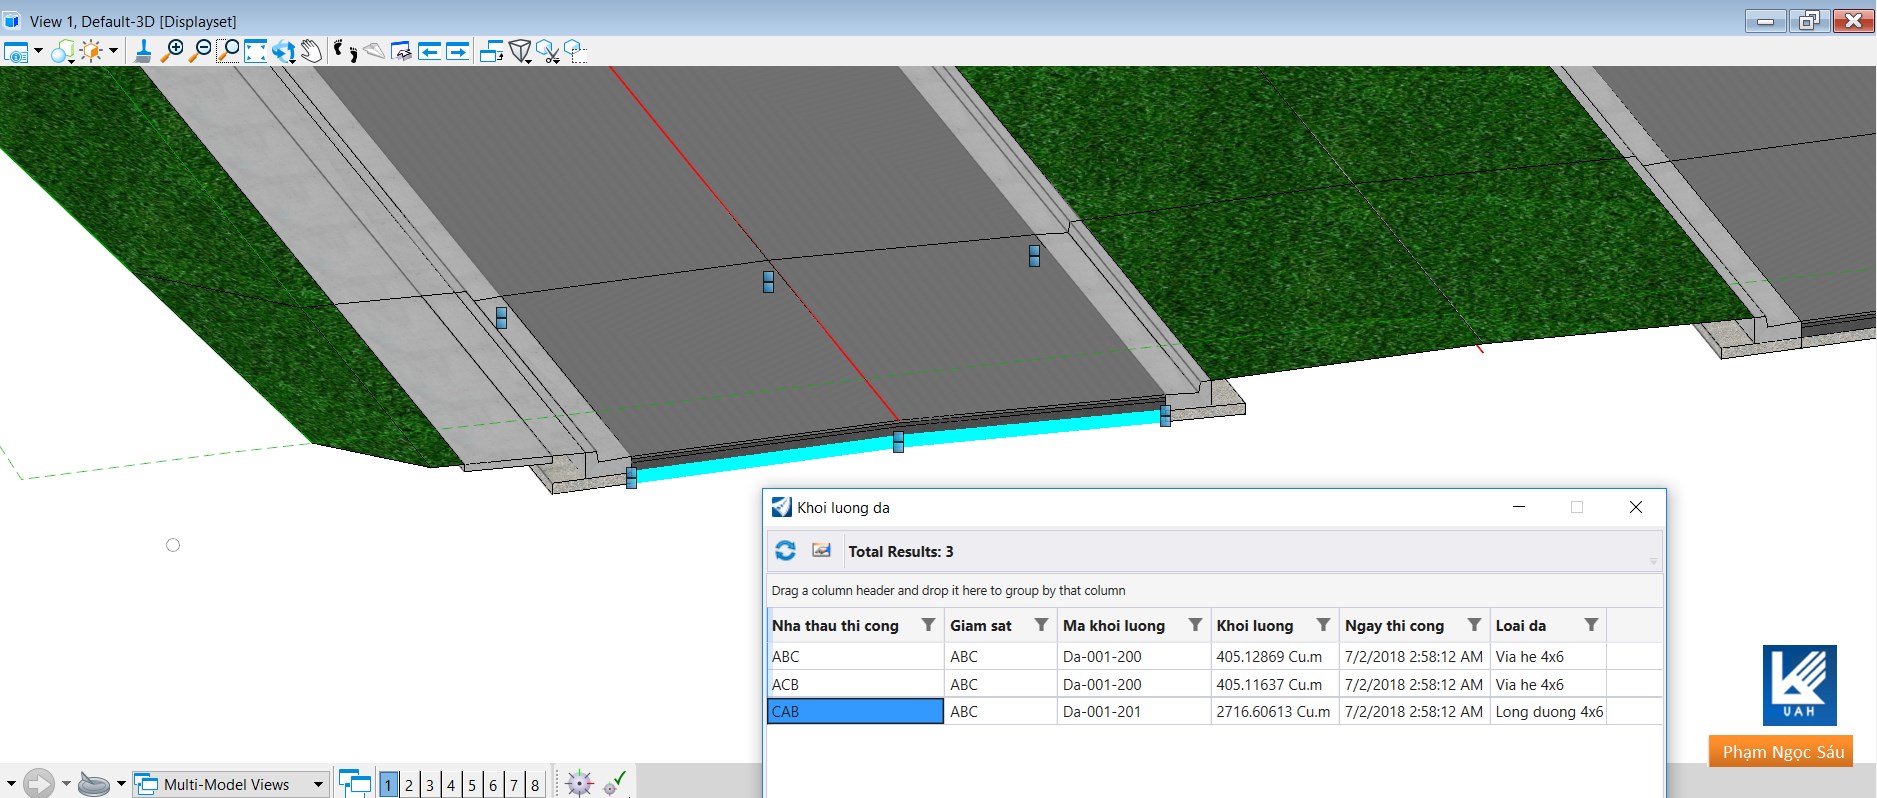 View 1, Default-3D [Displayset]
Khoi luong da
Total Results: 3
Drag a column header and drop it here to group by that column
Nha thau thi cong Giam sat Ma khoi luong Khoi luong Ngay thi cong Loai da
ABC ABC Da-001-200 405.12869 Cu.m 7/2/2018 2:58:12 AM Via he 4x6
ACB ABC Da-001-200 405.11637 Cu.m 7/2/2018 2:58:12 AM Via he 4x6
CAB ABC Da-001-201 2716.60613 Cu.m 7/2/2018 2:58:12 AM Long duong 4x6
UAH
Phạm Ngọc Sáu
Multi-Model Views 1 2 3 4 5 6 7 8